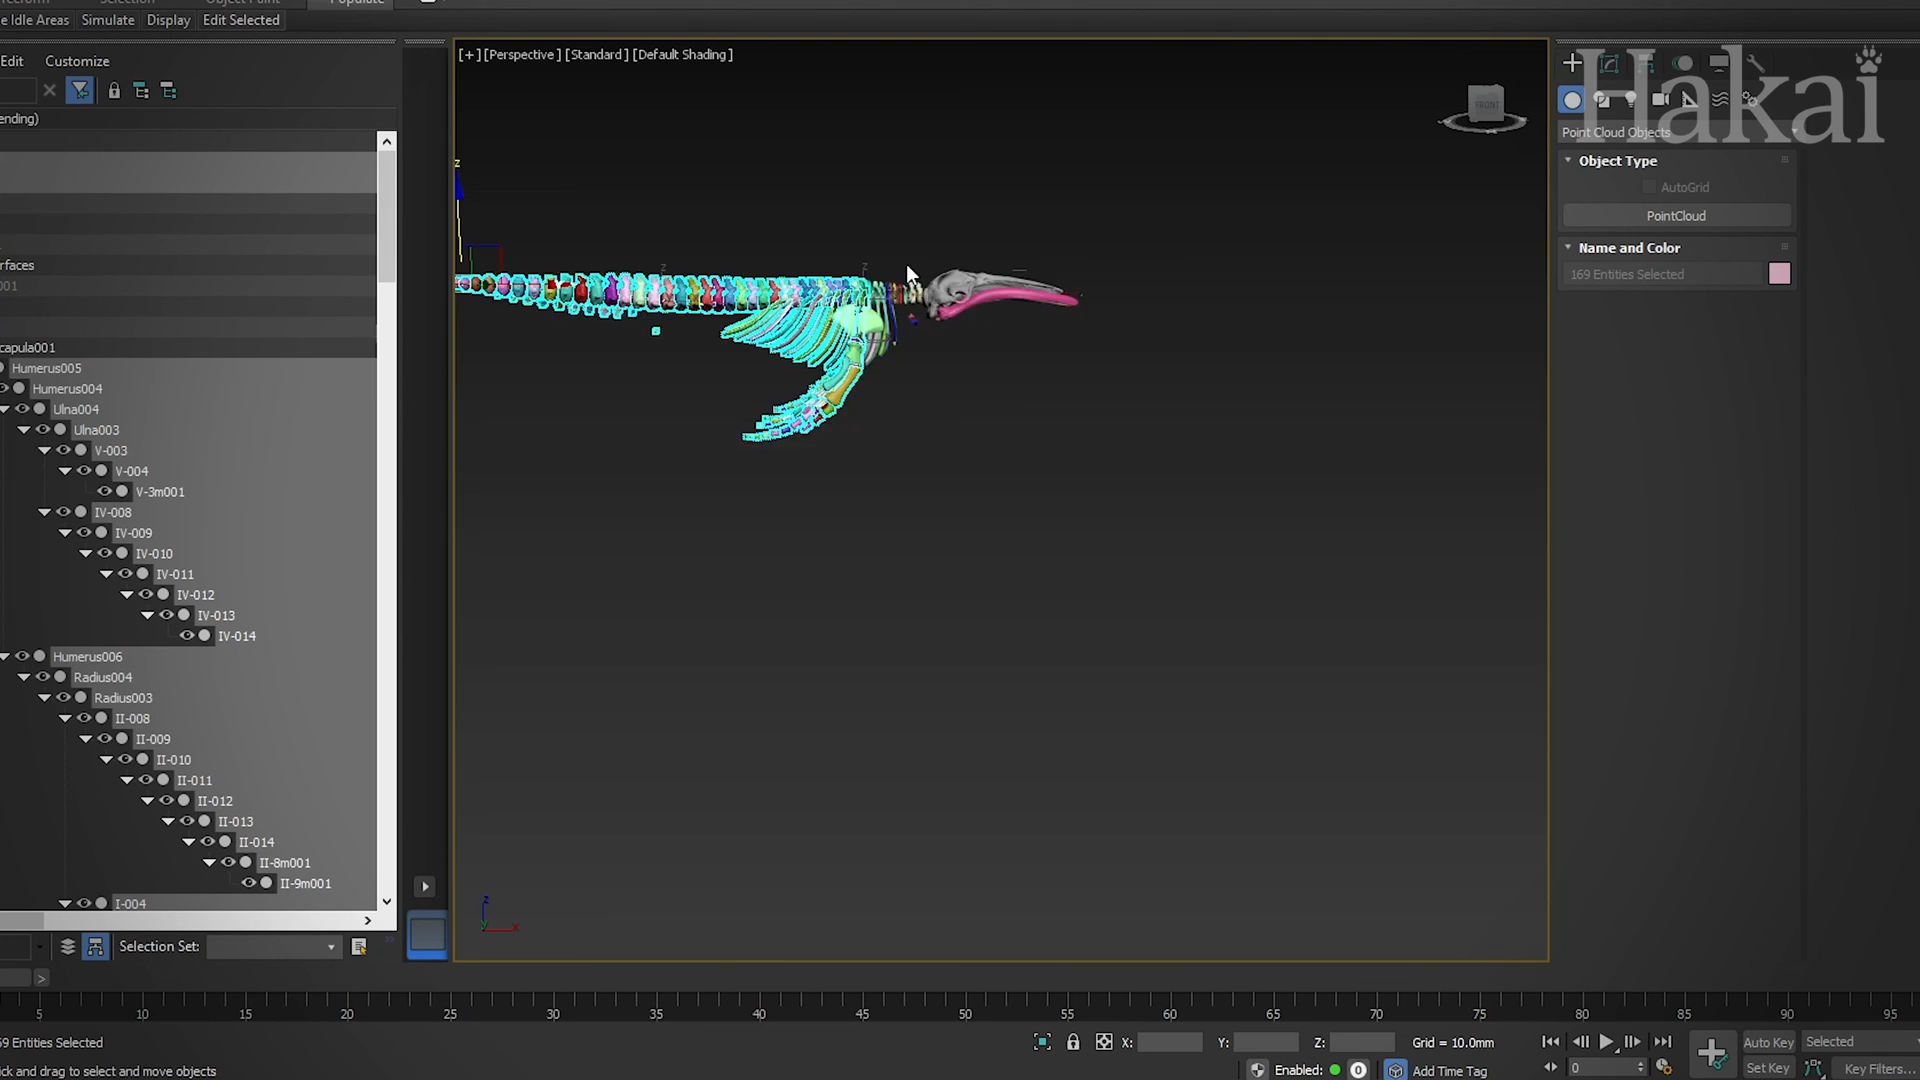 Populate
e Idle Areas Simulate Display Edit Selected
Edit Customize
ending)
rfaces
001
capula001
Humerus005
Humerus004
Ulna004
Ulna003
V-003
V-004
V-3m001
IV-008
IV-009
IV-010
IV-011
IV-012
IV-013
IV-014
Humerus006
Radius004
Radius003
II-008
II-009
II-010
II-011
II-012
II-013
II-014
II-8m001
II-9m001
I-004
Selection Set:
[+] [Perspective] [Standard] [Default Shading]
FRONT
z
z
z
z
x
Hakai
Point Cloud Objects
Object Type
AutoGrid
PointCloud
Name and Color
169 Entities Selected
5 10 15 20 25 30 35 40 45 50 55 60 65 70 75 80 85 90 95
69 Entities Selected
ick and drag to select and move objects
X: Y: Z: Grid = 10.0mm
Enabled: 0 Add Time Tag
0
Auto Key Selected
Set Key Key Filters...